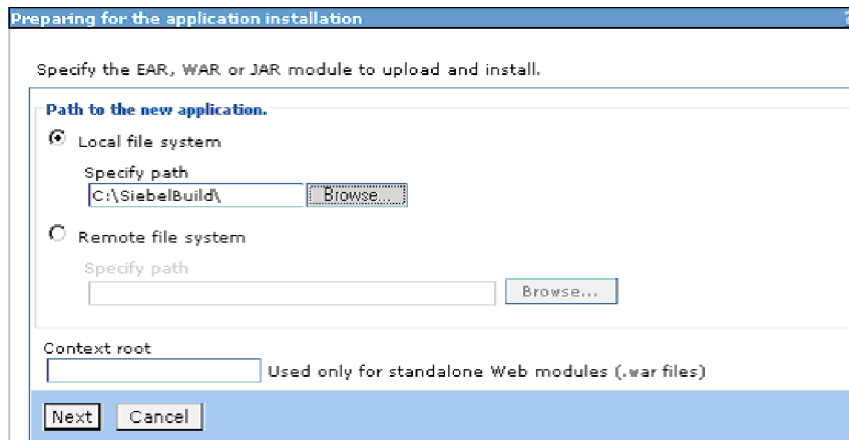 Preparing for the application installation
?
Specify the EAR, WAR or JAR module to upload and install.
Path to the new application.
Local file system
Specify path
C:\SiebelBuild\ Browse...
Remote file system
Specify path
Browse...
Context root
Used only for standalone Web modules (.war files)
Next Cancel